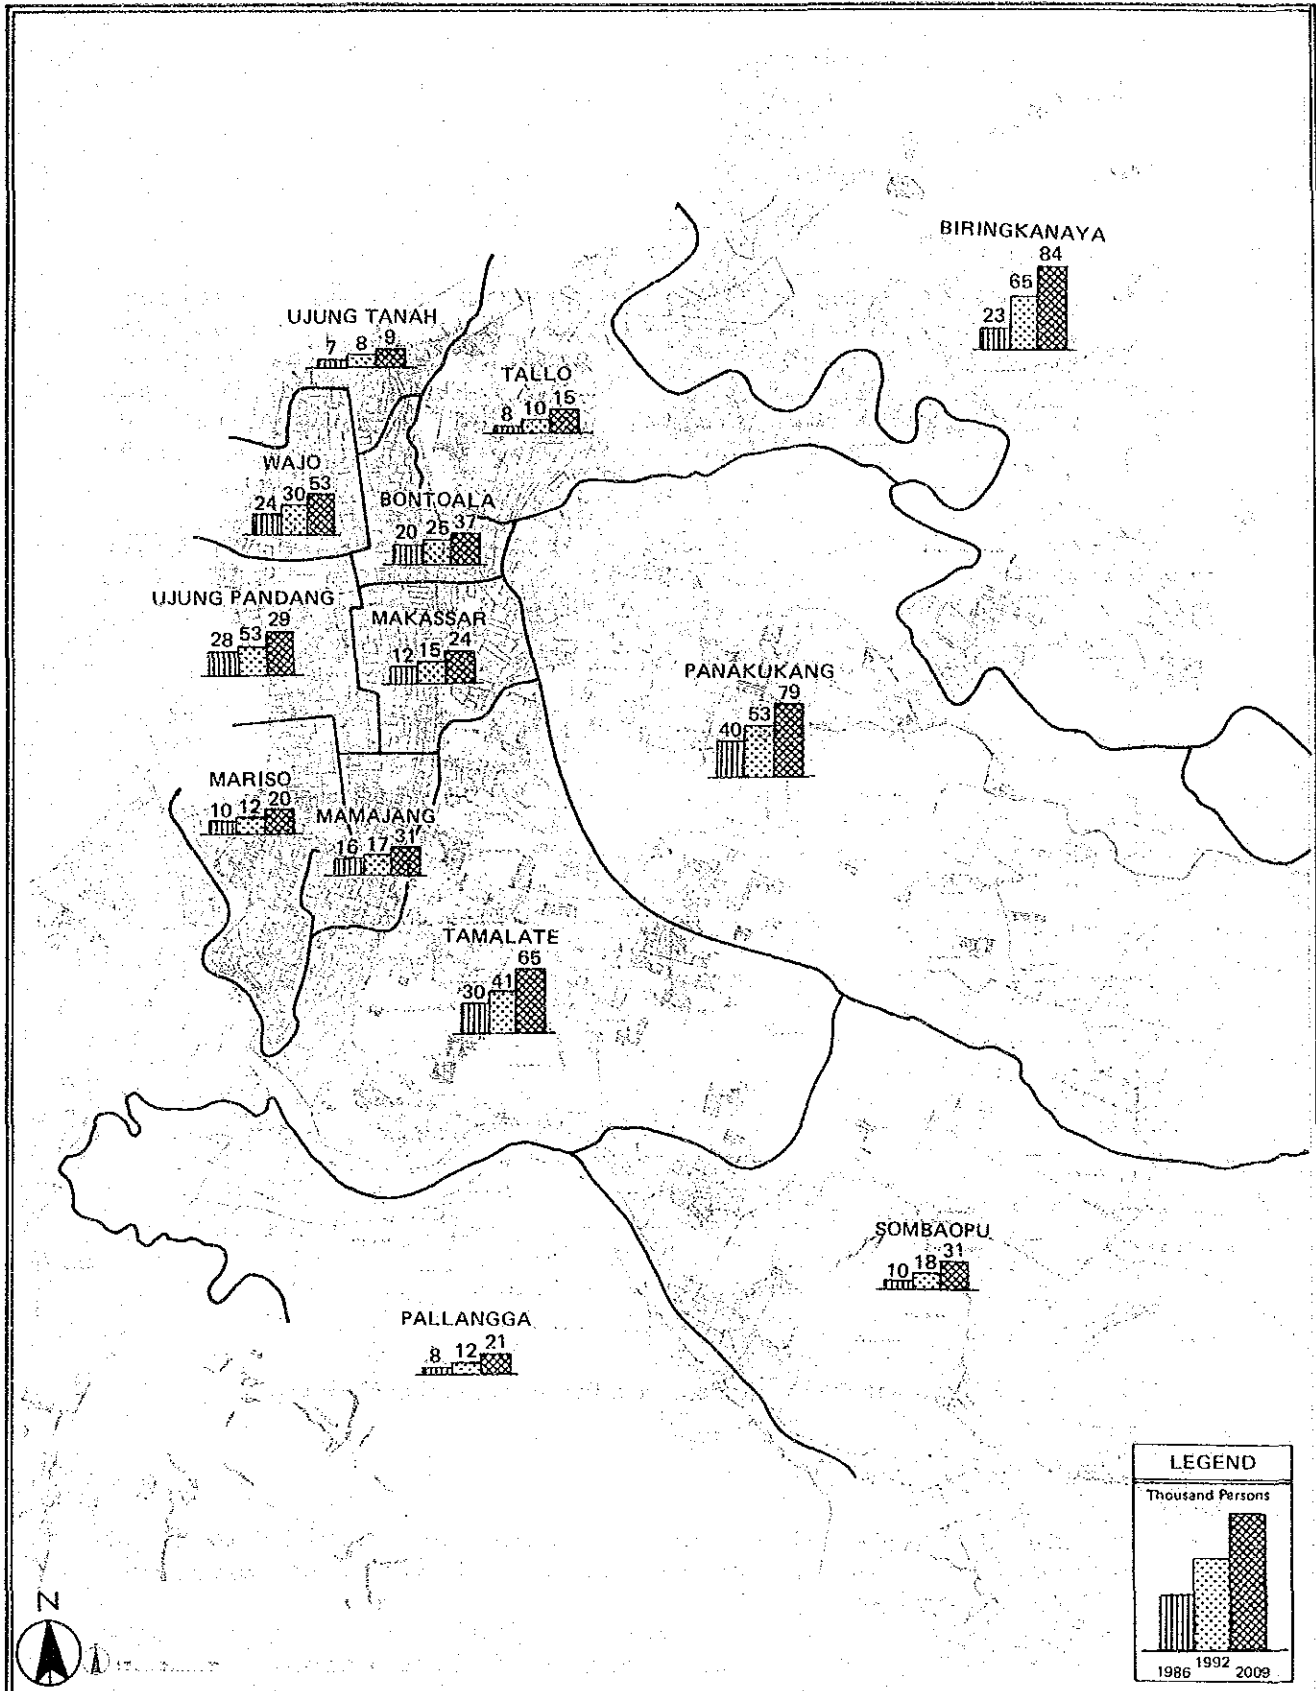 BIRINGKANAYA
84
65
23
UJUNG TANAH
7 8 9
TALLO
8 10 15
WAJO
24 30 53
BONTOALA
20 25 37
UJUNG PANDANG
28 53 29
MAKASSAR
12 15 24
PANAKUKANG
79
53
40
MARISO
10 12 20
MAMAJANG
16 17 31
TAMALATE
65
41
30
SOMBAOPU
10 18 31
PALLANGGA
8 12 21
LEGEND
Thousand Persons
1986 1992 2009
N